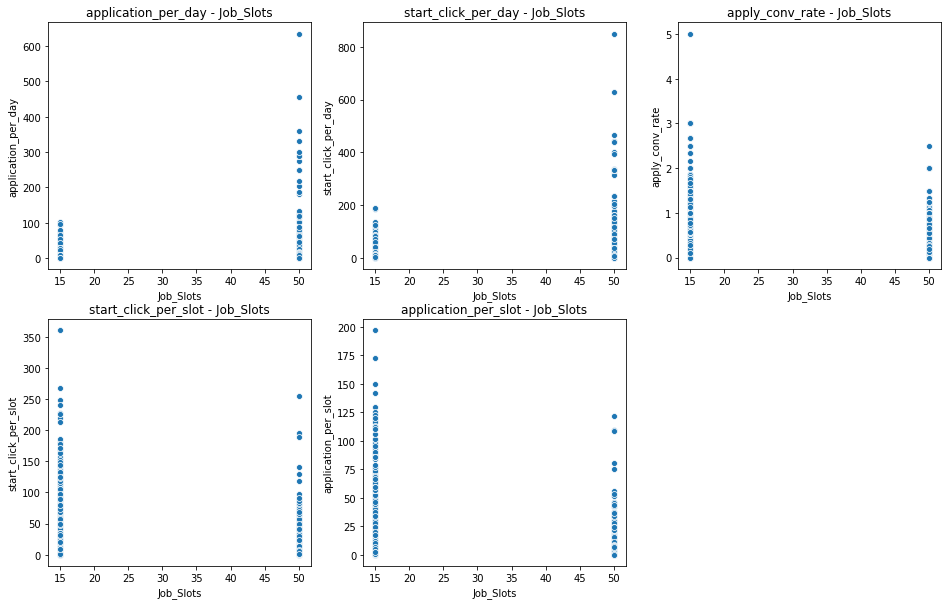 application_per_day - Job_Slots
application_per_day
600
500
400
300
200
100
0
15 20 25 30 35 40 45 50
Job_Slots
start_click_per_day - Job_Slots
start_click_per_day
800
600
400
200
0
15 20 25 30 35 40 45 50
Job_Slots
apply_conv_rate - Job_Slots
apply_conv_rate
5
4
3
2
1
0
15 20 25 30 35 40 45 50
Job_Slots
start_click_per_slot - Job_Slots
start_click_per_slot
350
300
250
200
150
100
50
0
15 20 25 30 35 40 45 50
Job_Slots
application_per_slot - Job_Slots
application_per_slot
200
175
150
125
100
75
50
25
0
15 20 25 30 35 40 45 50
Job_Slots